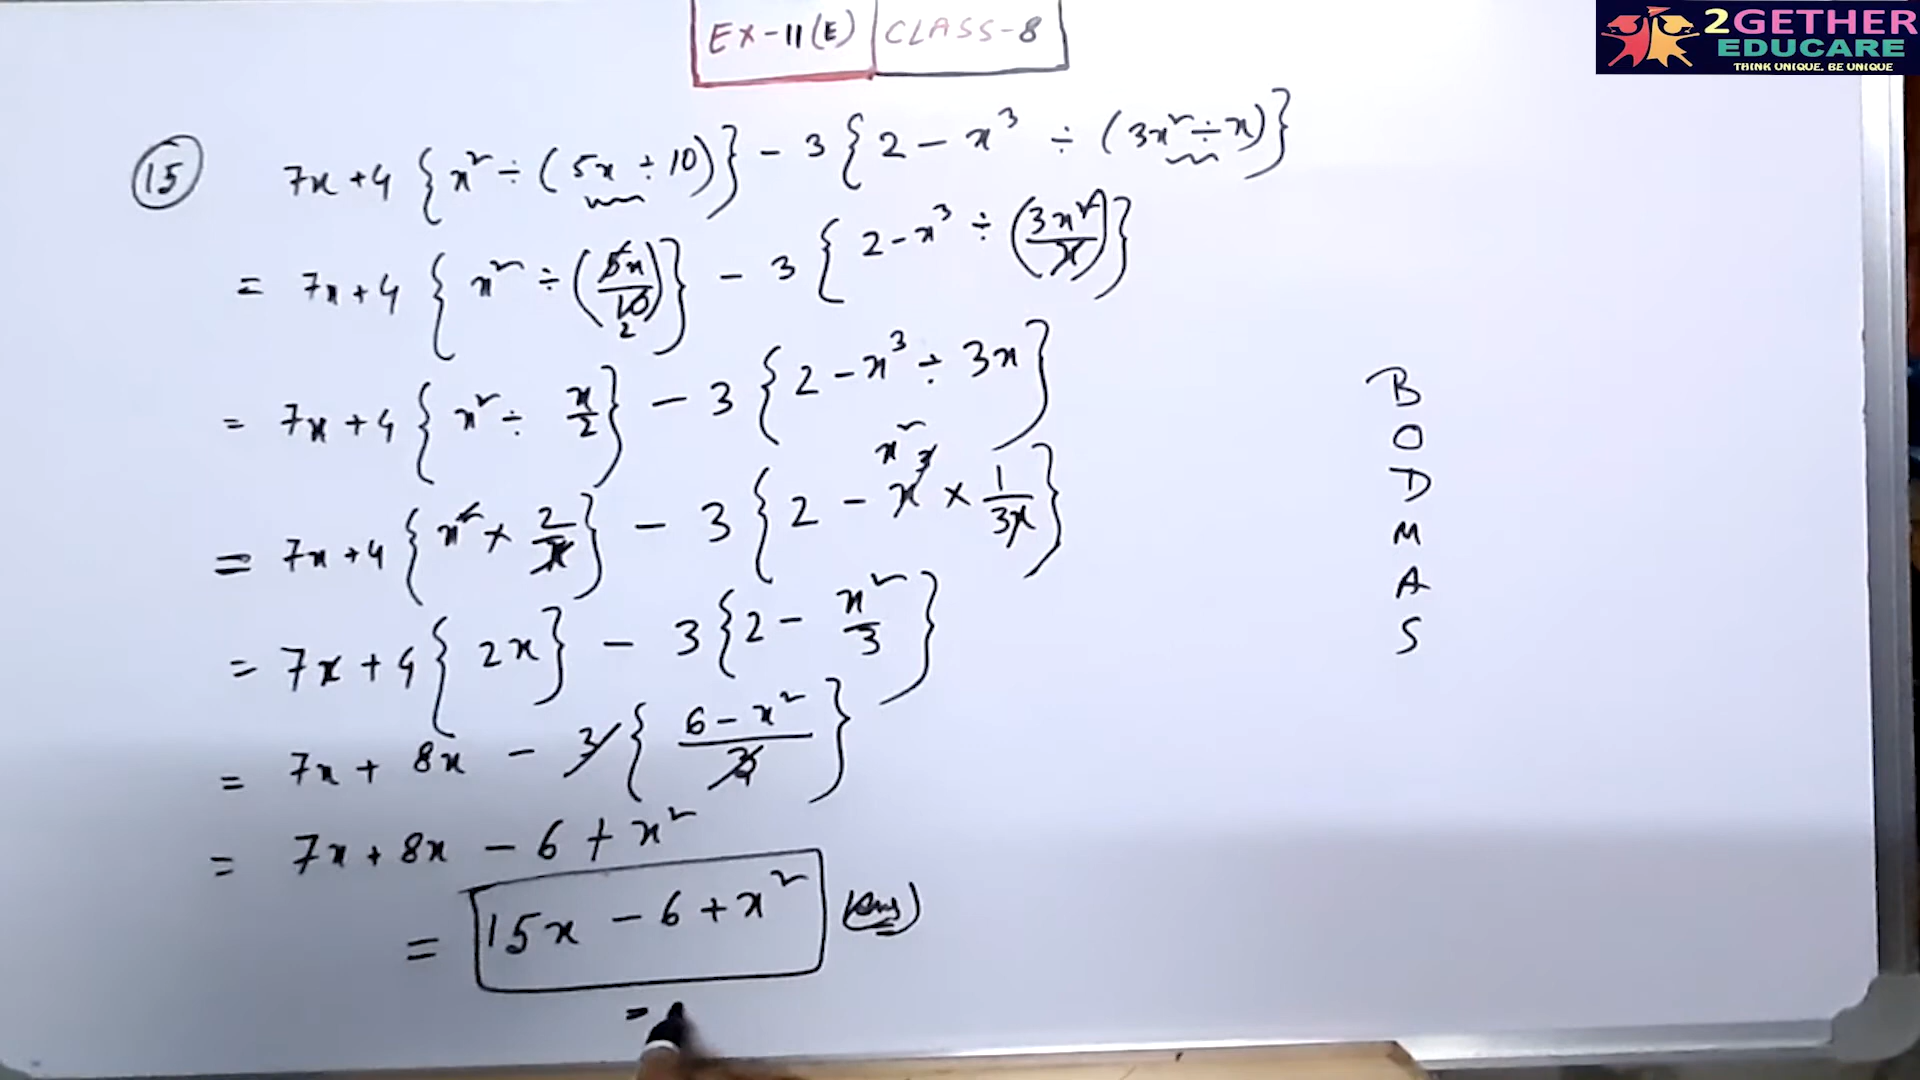 EX-11(E) CLASS-8
2GETHER
EDUCARE
THINK UNIQUE. BE UNIQUE
15 7x+4{x²÷(5x÷10)}-3{2-x³÷(3x²÷x)}
= 7x+4{x²÷(5x/10)}-3{2-x³÷(3x²/x)}
2
= 7x+4{x²÷x/2}-3{2-x³÷3x}
x²
= 7x+4{x²×2/x}-3{2-x³×1/3x}
= 7x+4{2x}-3{2-x²/3}
= 7x+8x-3{6-x²/3}
= 7x+8x-6+x²
= 15x-6+x² (Ans)
=
B
O
D
M
A
S